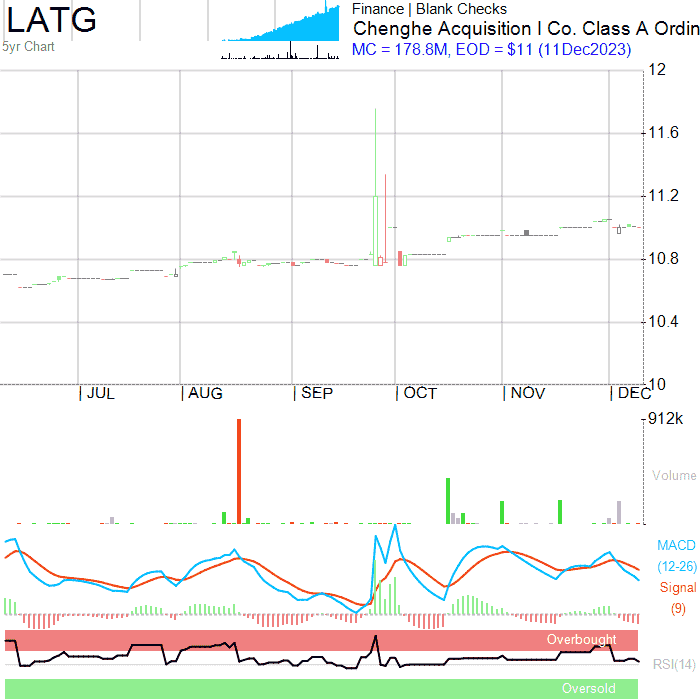 LATG
5yr Chart
Finance | Blank Checks
Chenghe Acquisition I Co. Class A Ordin
MC = 178.8M, EOD = $11 (11Dec2023)
12
11.6
11.2
10.8
10.4
10
JUL AUG SEP OCT NOV DEC
912k
Volume
MACD
(12-26)
Signal
(9)
Overbought
RSI(14)
Oversold